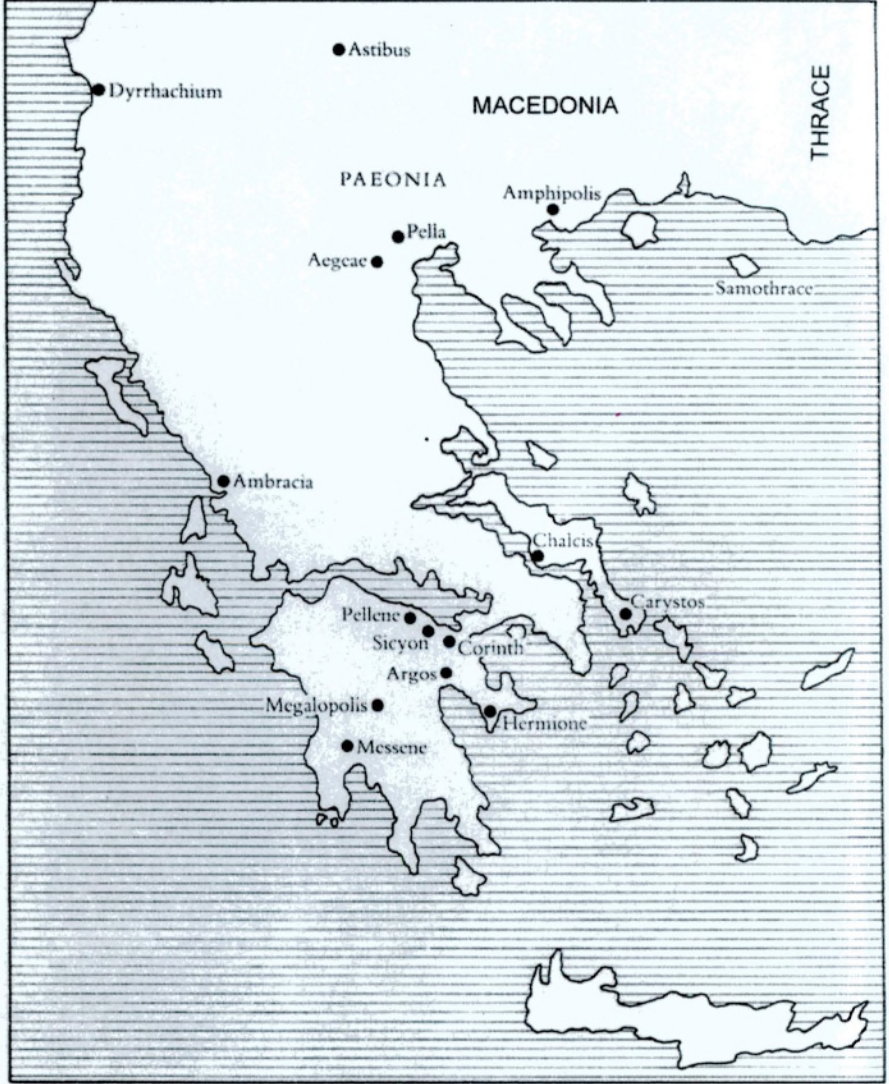 Astibus
Dyrrhachium
MACEDONIA
THRACE
PAEONIA
Amphipolis
Pella
Aegeae
Samothrace
Ambracia
Chalcis
Carystos
Pellene
Sicyon
Corinth
Argos
Megalopolis
Hermione
Messene